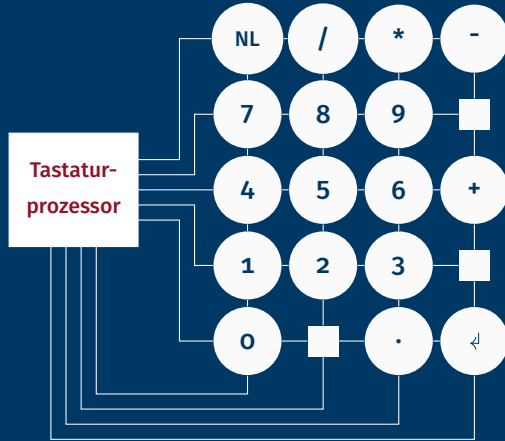 NL / * -
7 8 9
Tastatur-
prozessor
4 5 6 +
1 2 3
0 . ↲